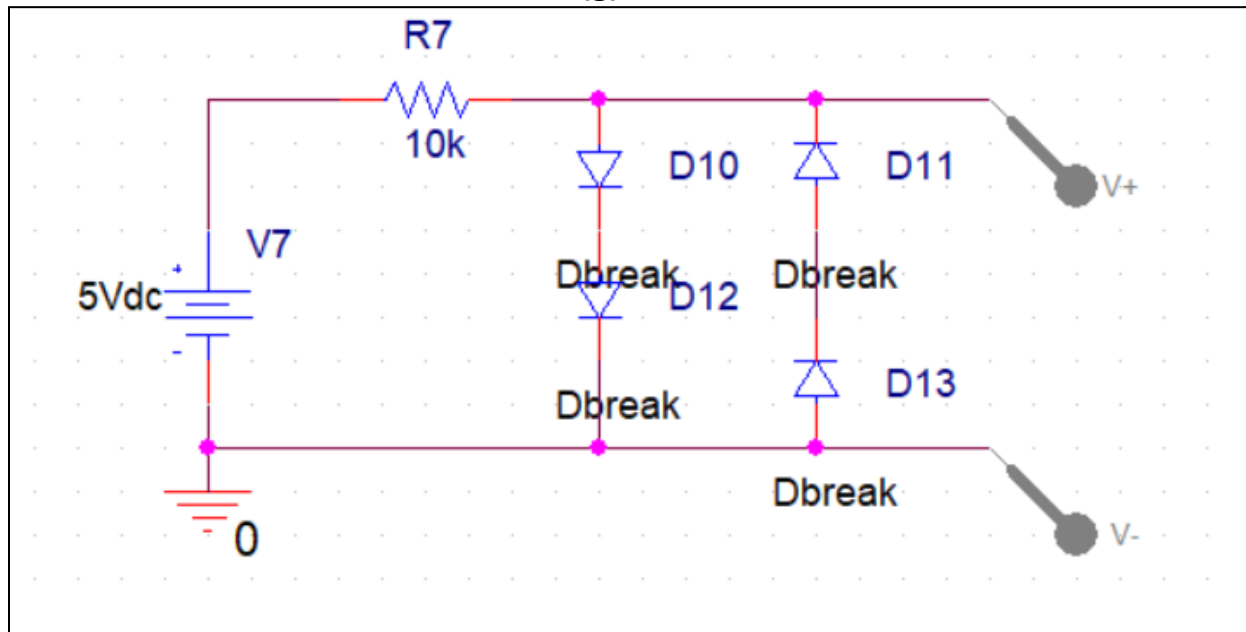 R7
10k
D10
D11
V+
V7
+
5Vdc
-
Dbreak
Dbreak
D12
D13
Dbreak
Dbreak
0
V-